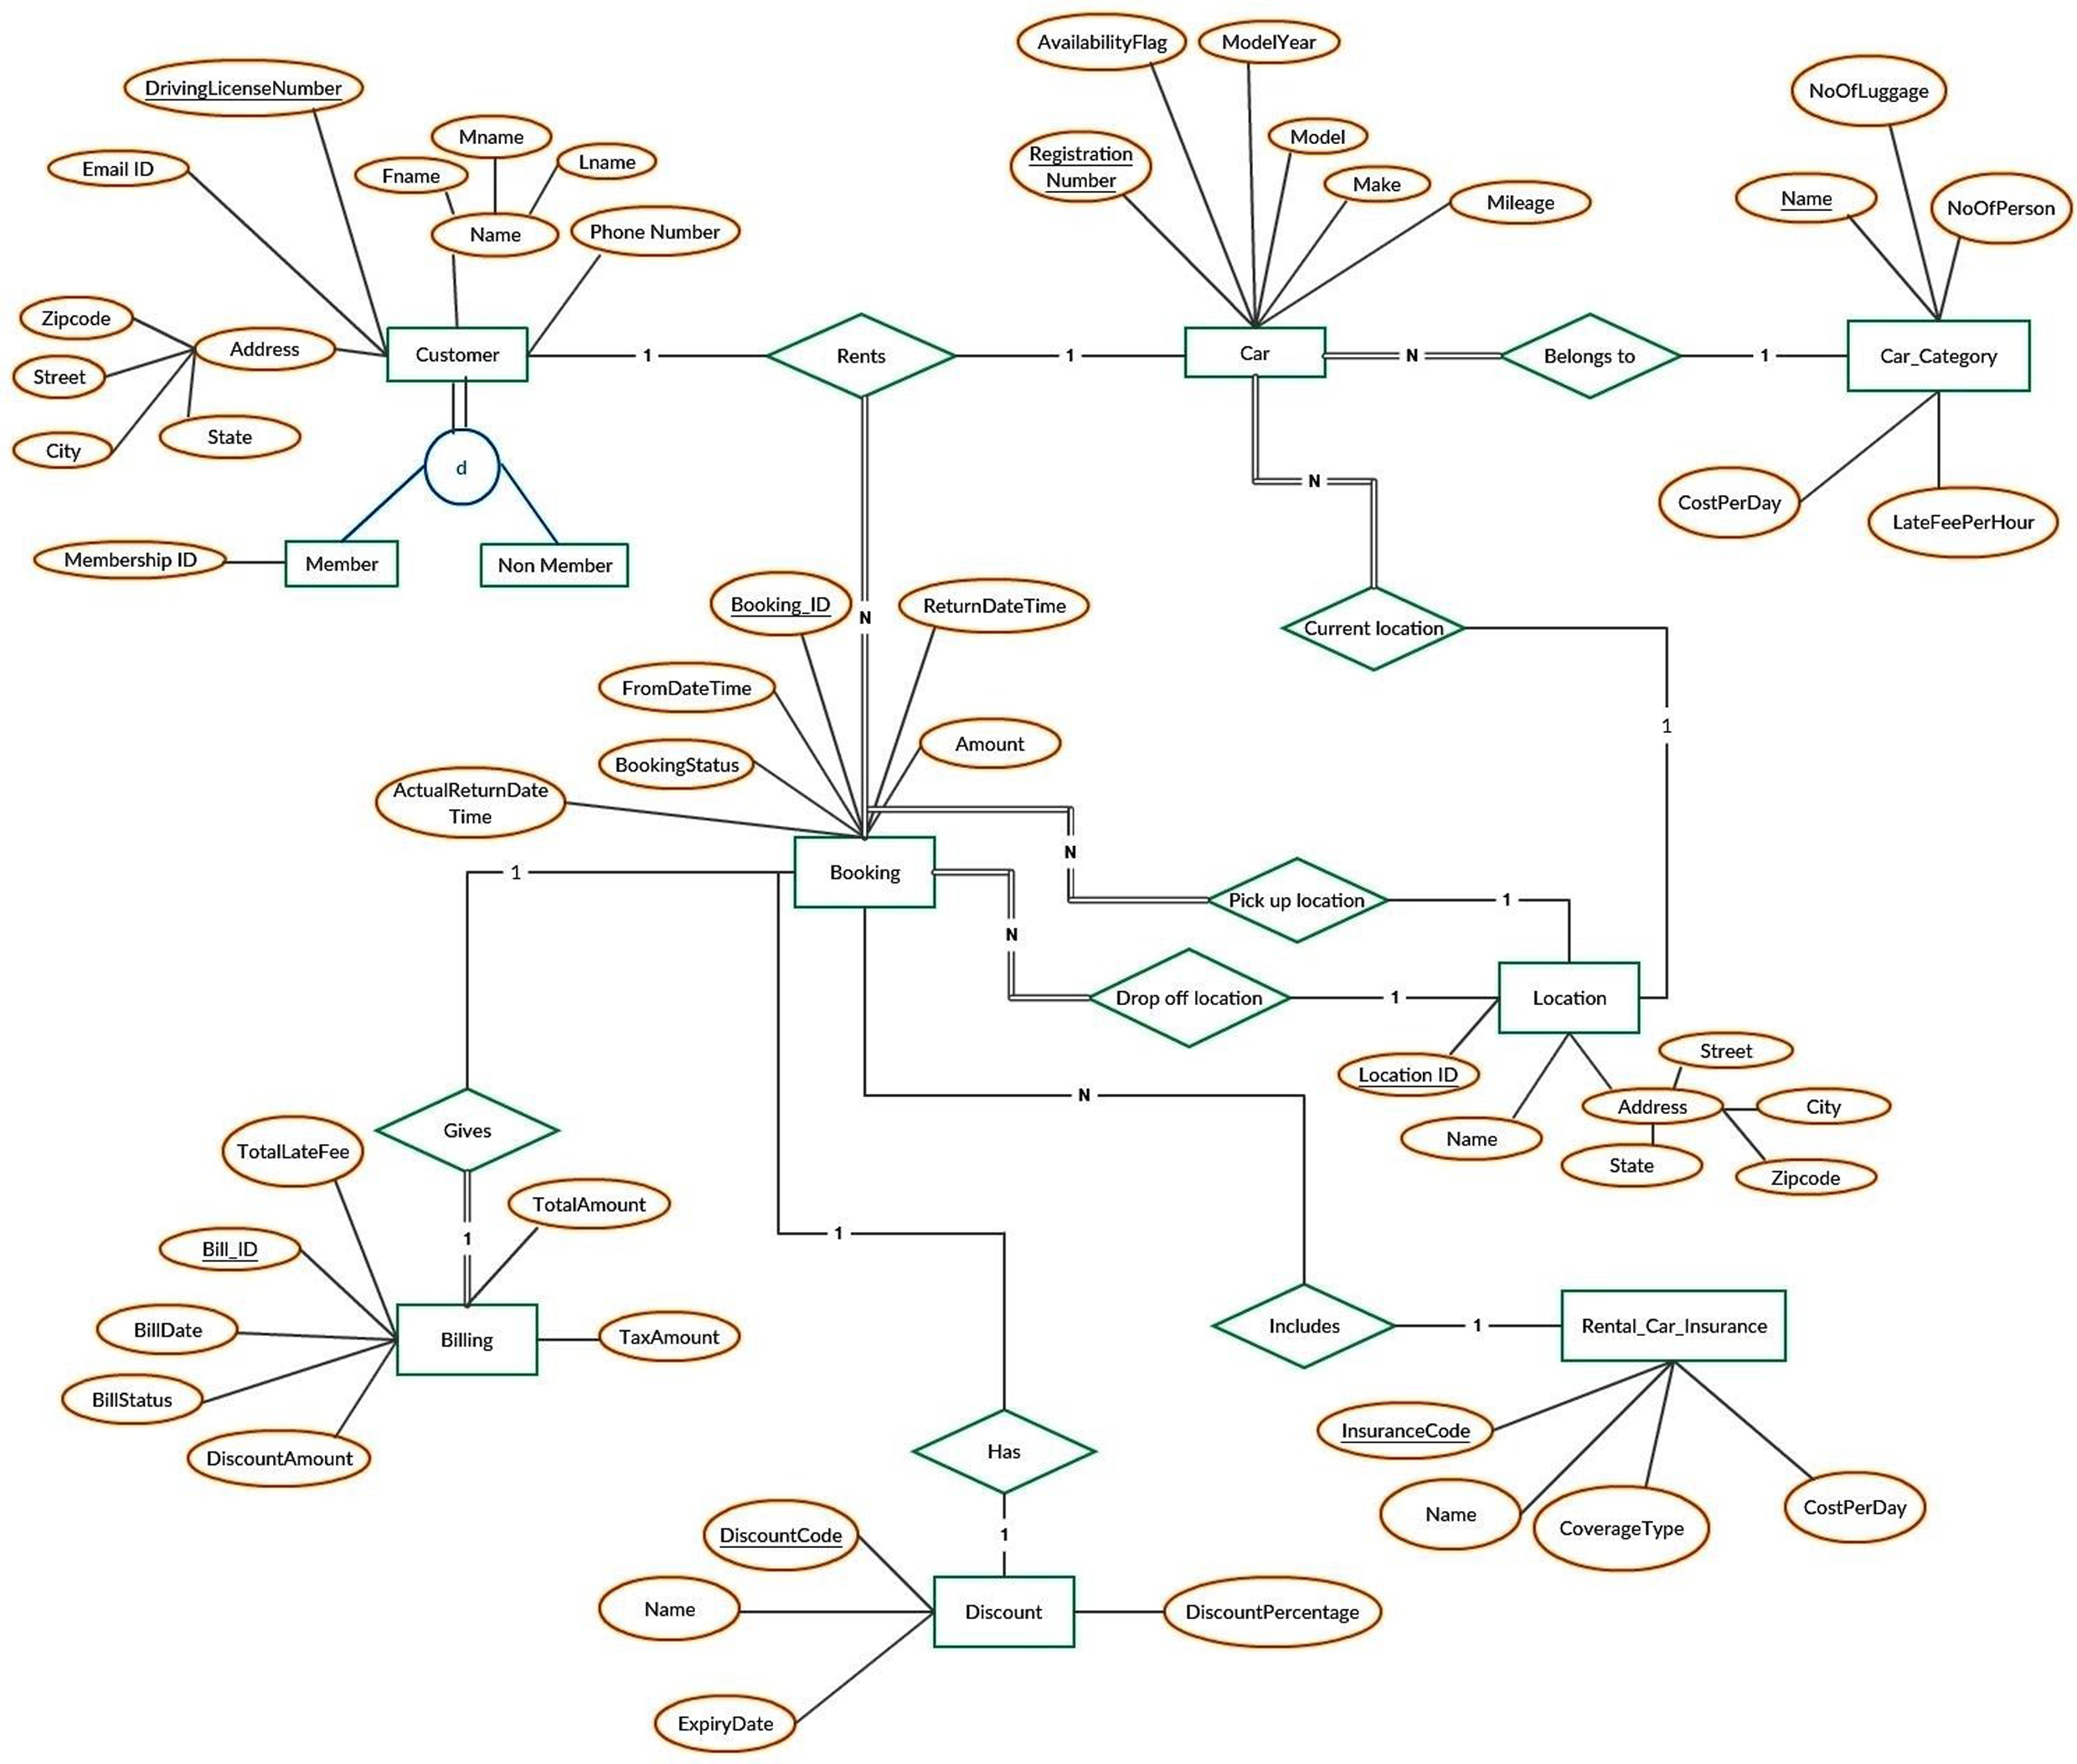 AvailabilityFlag
ModelYear
DrivingLicenseNumber
NoOfLuggage
Mname
Model
Email ID
Fname
Lname
Registration
Number
Make
Mileage
Name
NoOfPerson
Name
Phone Number
Zipcode
Address
Street
City
State
Customer
1
Rents
1
Car
N
Belongs to
1
Car_Category
d
CostPerDay
LateFeePerHour
N
Membership ID
Member
Non Member
Booking_ID
ReturnDateTime
N
Current location
FromDateTime
Amount
BookingStatus
1
ActualReturnDate
Time
1
Booking
N
Pick up location
1
N
Drop off location
1
Location
Location ID
Street
Address
City
Name
State
Zipcode
N
Gives
TotalLateFee
TotalAmount
1
1
Bill_ID
BillDate
Billing
TaxAmount
BillStatus
DiscountAmount
Includes
1
Rental_Car_Insurance
InsuranceCode
Name
CoverageType
CostPerDay
Has
1
DiscountCode
Name
Discount
DiscountPercentage
ExpiryDate